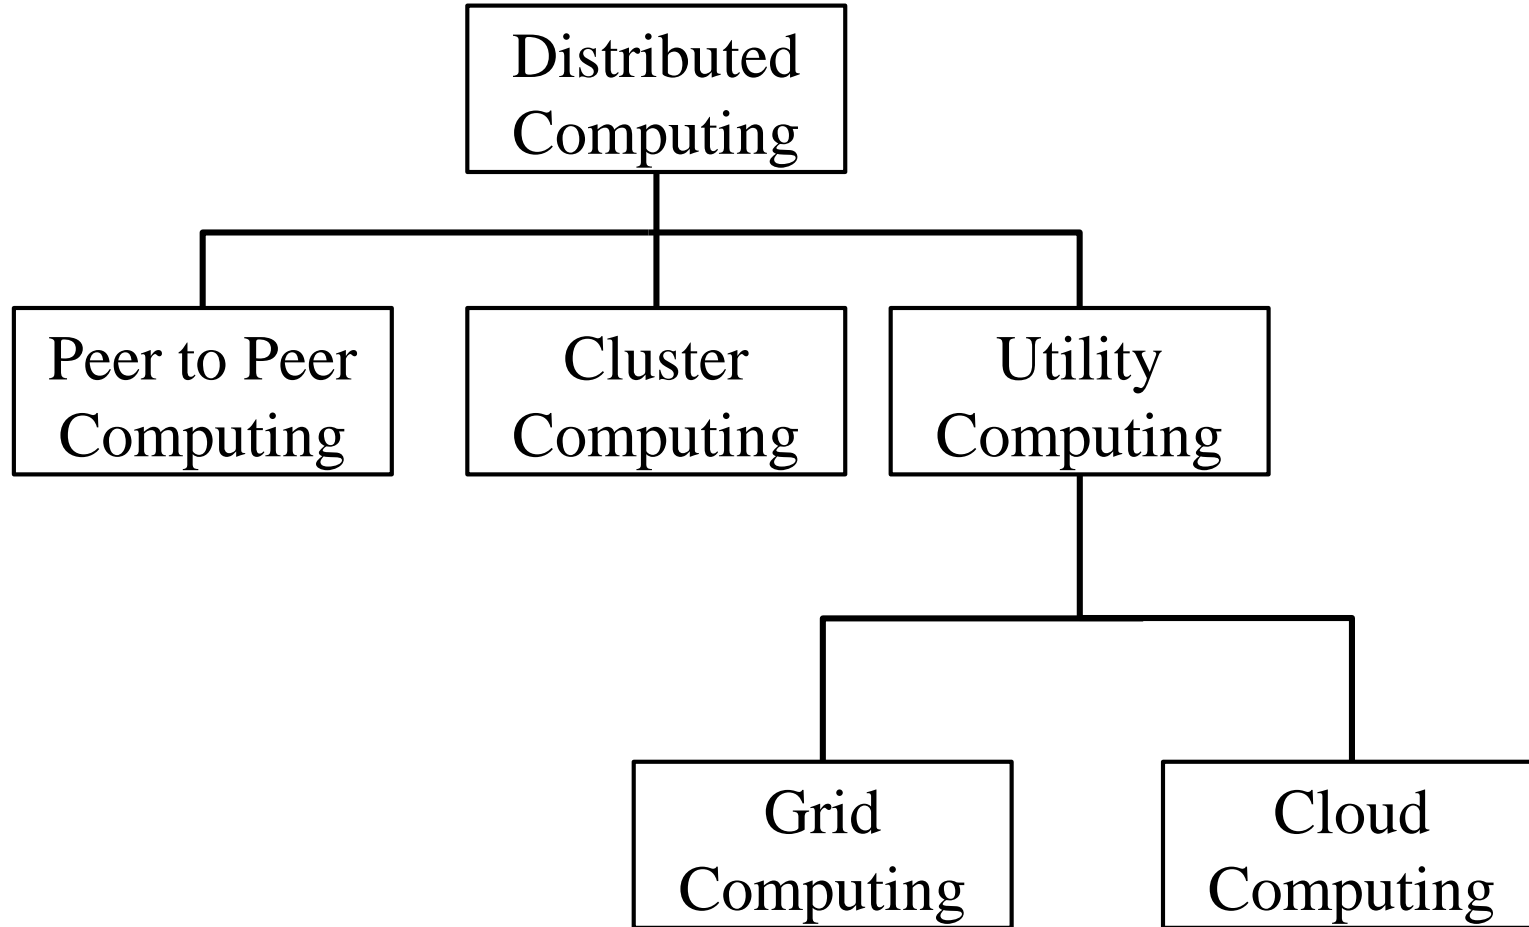 Distributed
Computing
Peer to Peer
Computing
Cluster
Computing
Utility
Computing
Grid
Computing
Cloud
Computing